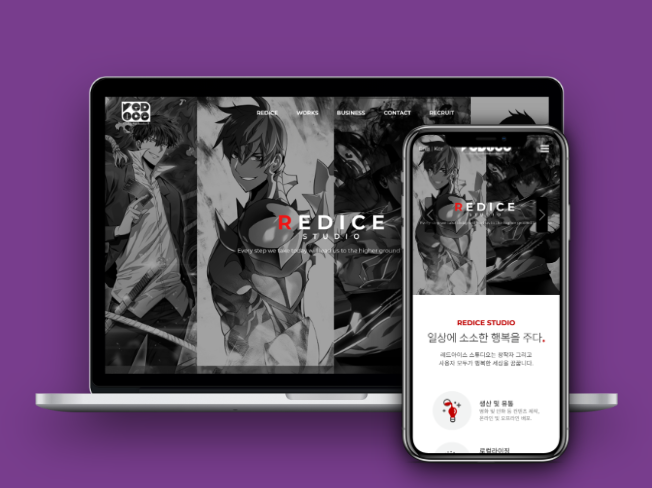 REDICE
WORKS
BUSINESS
CONTACT
RECRUIT
REDICE
STUDIO
Every step we take today will lead us to the higher ground
REDICE
STUDIO
REDICE STUDIO
일상에 소소한 행복을 주다.
레드아이스 스튜디오는 창작자 그리고
사용자 모두가 행복한 세상을 꿈꿉니다.
생산 및 유통
로컬라이징